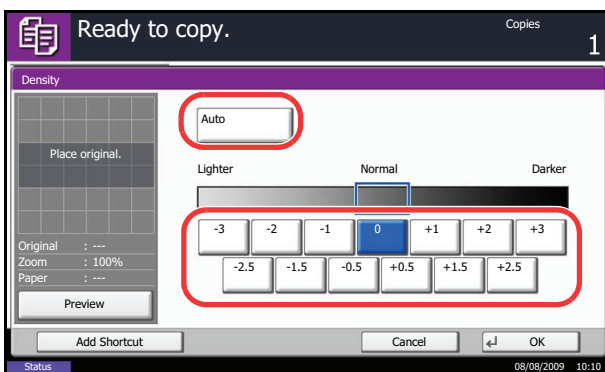 Ready to copy.
Copies
1
Density
Auto
Place original.
Lighter Normal Darker
-3 -2 -1 0 +1 +2 +3
-2.5 -1.5 -0.5 +0.5 +1.5 +2.5
Original : ---
Zoom : 100%
Paper : ---
Preview
Add Shortcut Cancel OK
Status 08/08/2009 10:10